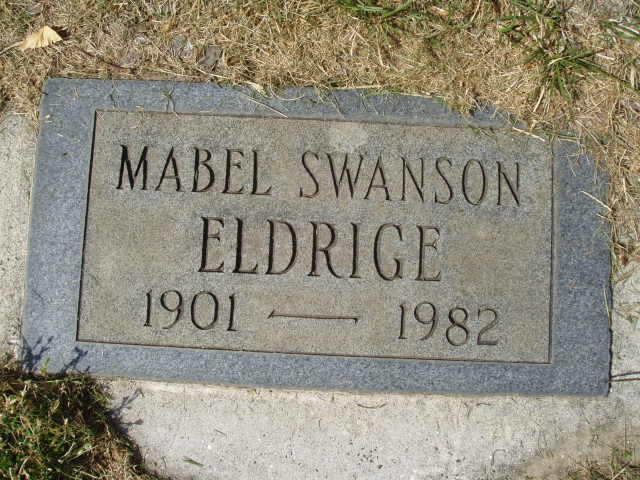 MABEL SWANSON
ELDRIGE
1901 — 1982